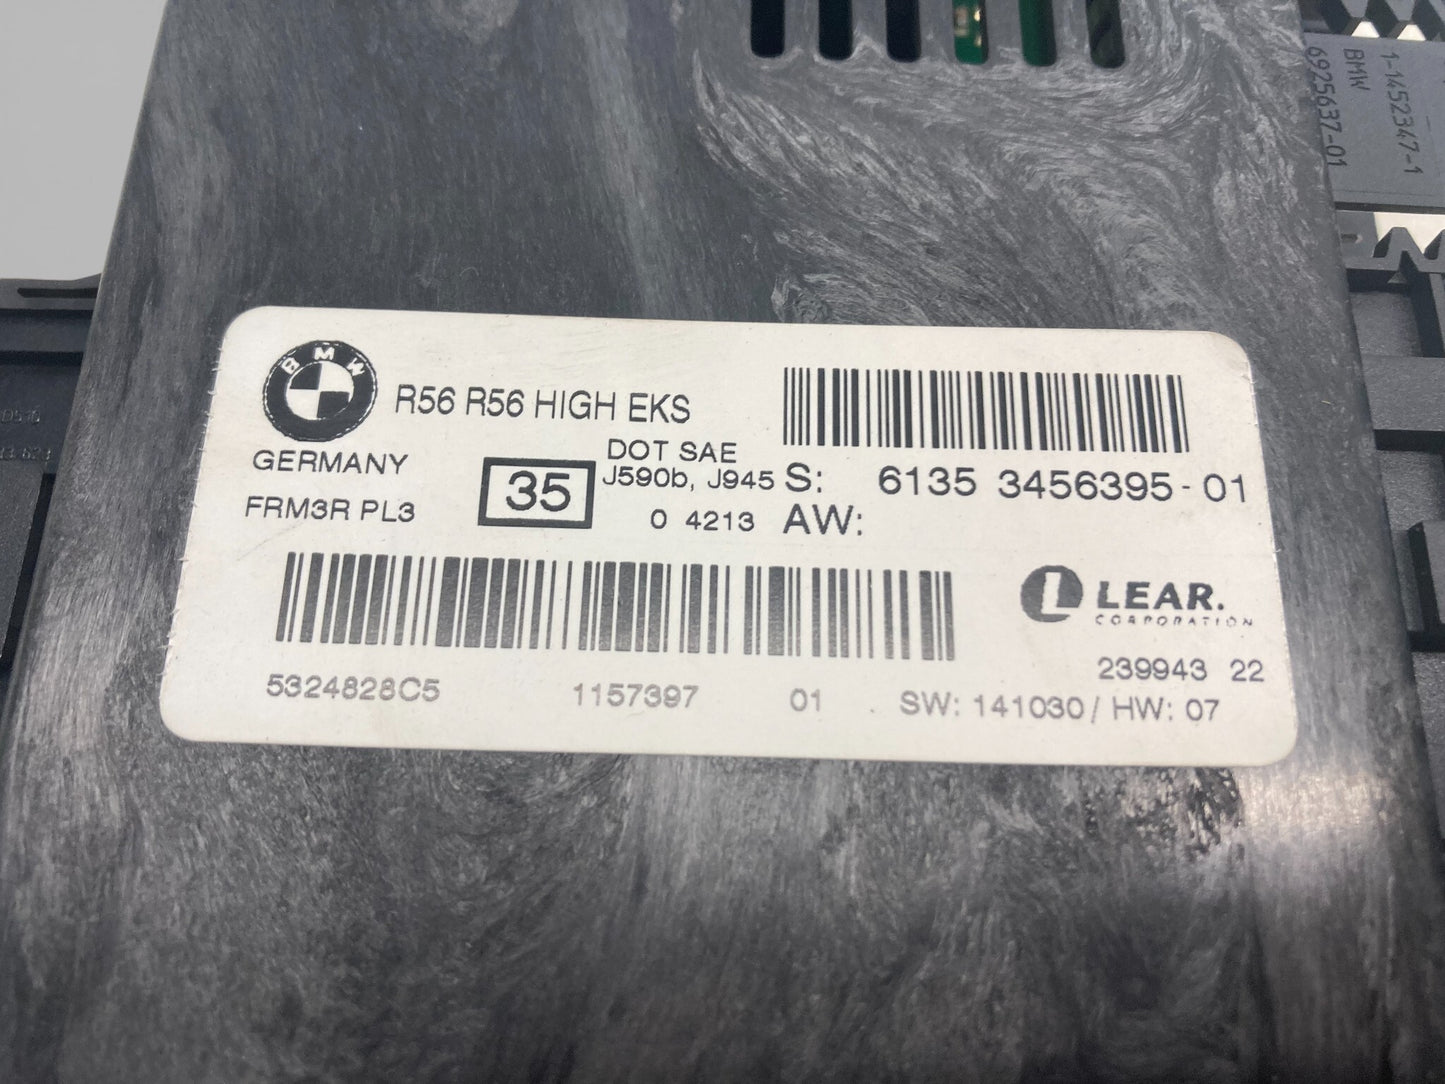 1-1452347-1
BMW
6925637-01
BMW
R56 R56 HIGH EKS
GERMANY
DOT SAE
35
J590b, J945
S: 6135 3456395-01
FRM3R PL3
0 4213
AW:
LEAR.
CORPORATION
239943 22
5324828C5 1157397 01 SW: 141030/ HW: 07